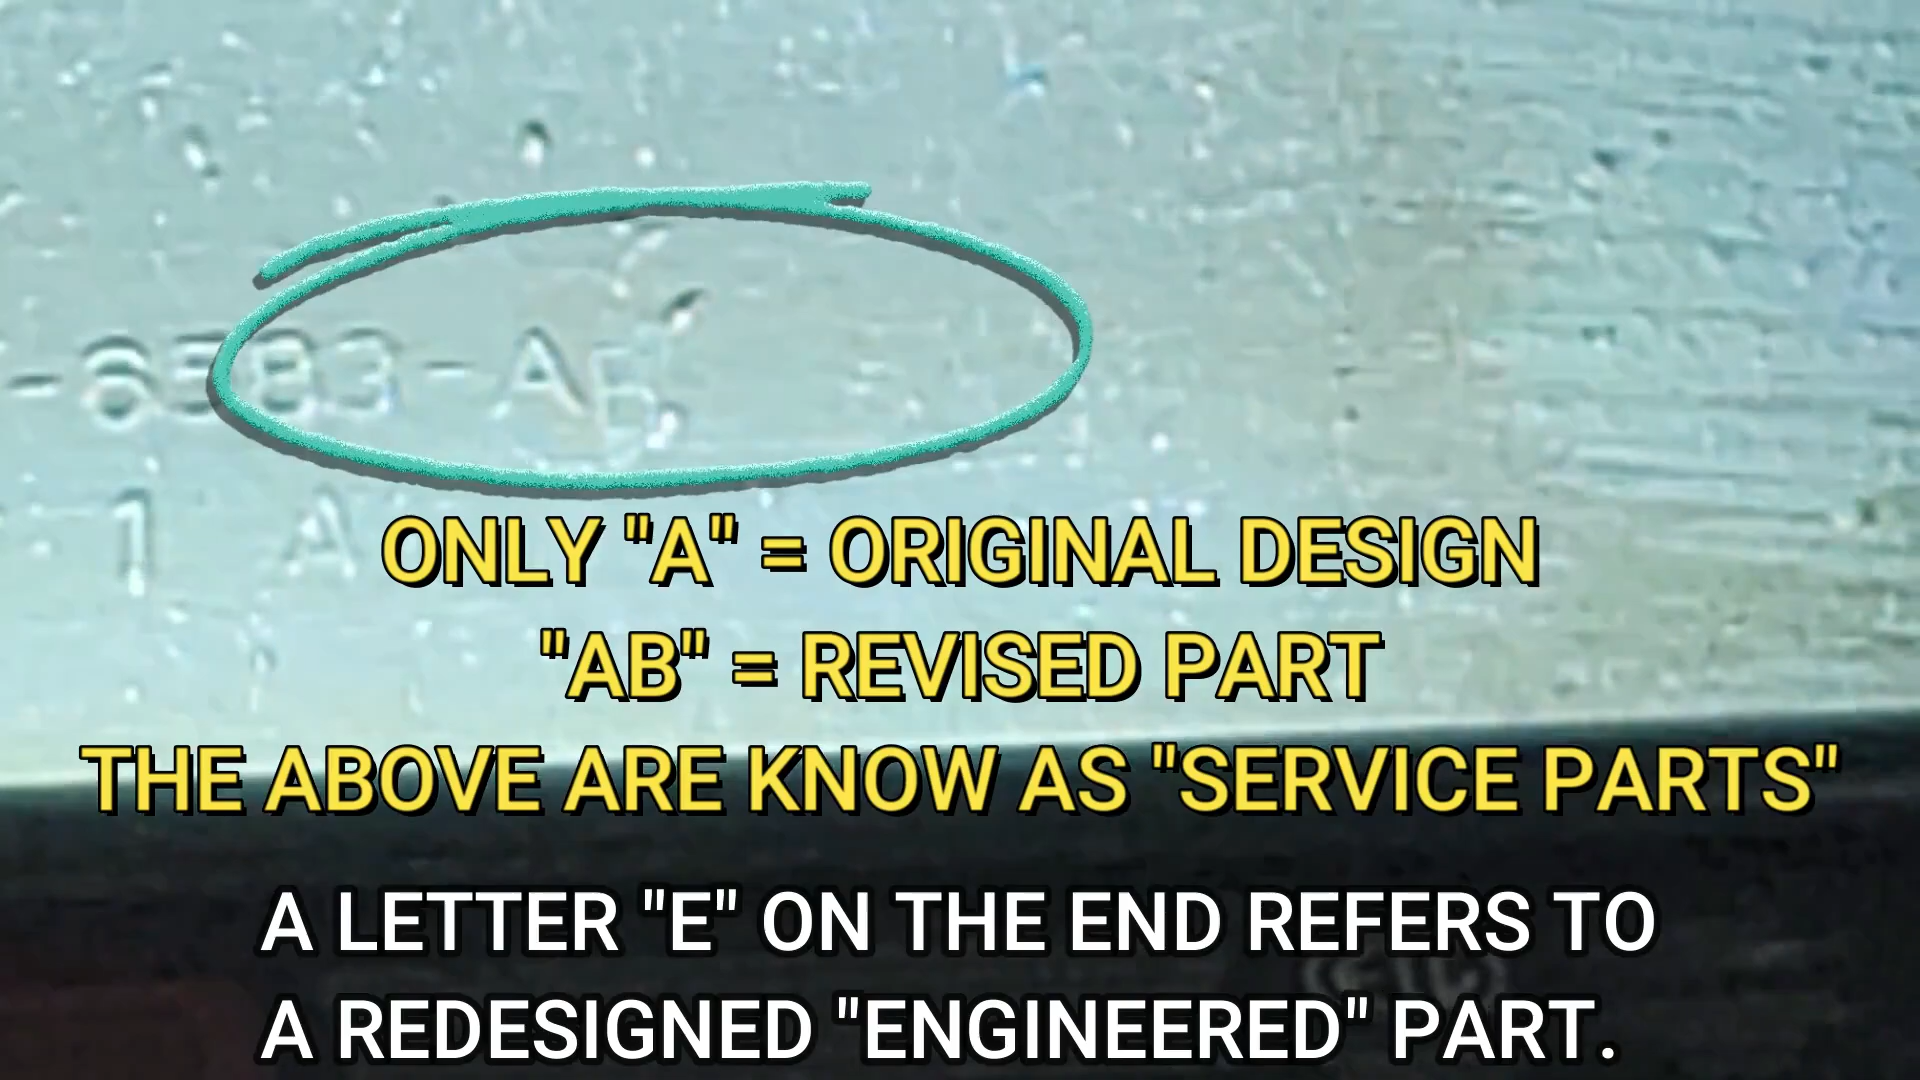 -6583-AB
1 A
ONLY "A" = ORIGINAL DESIGN
"AB" = REVISED PART
THE ABOVE ARE KNOW AS "SERVICE PARTS"
A LETTER "E" ON THE END REFERS TO
A REDESIGNED "ENGINEERED" PART.